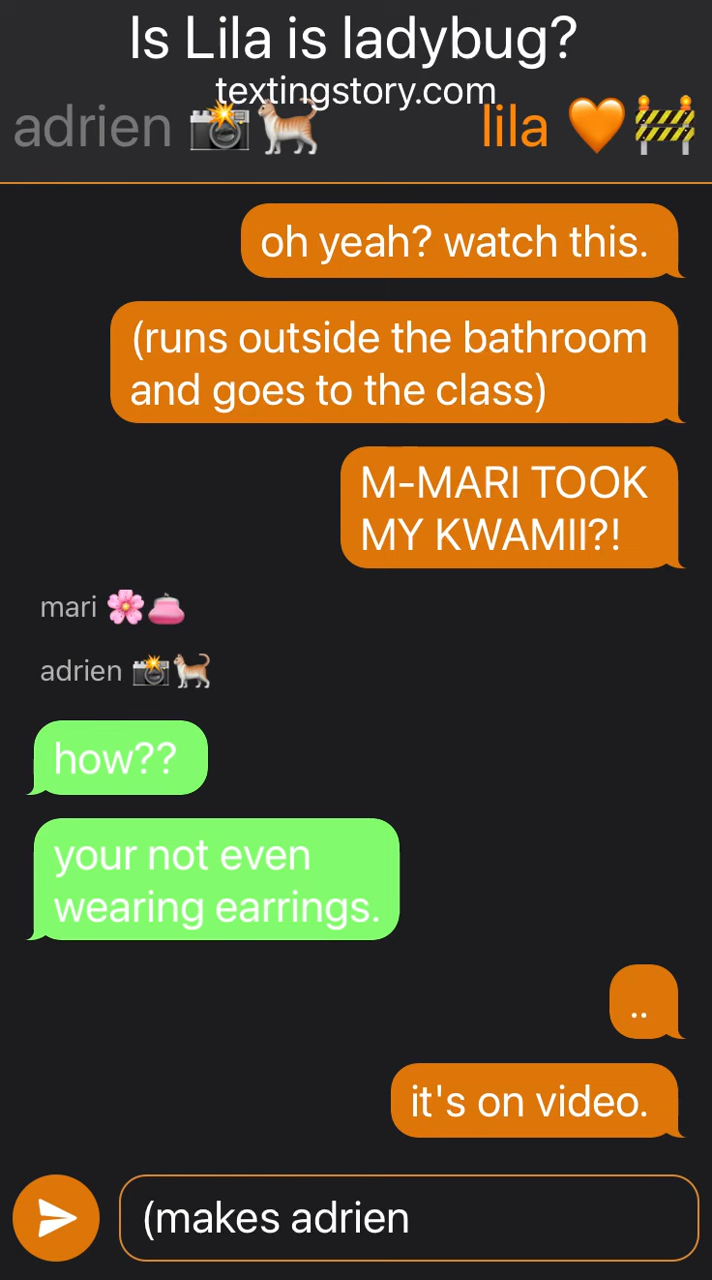 Is Lila is ladybug?
textingstory.com
adrien 📸🐈 lila 🧡🚧
oh yeah? watch this.
(runs outside the bathroom
and goes to the class)
M-MARI TOOK
MY KWAMII?!
mari 🌸👛
adrien 📸🐈
how??
your not even
wearing earrings.
..
it's on video.
(makes adrien